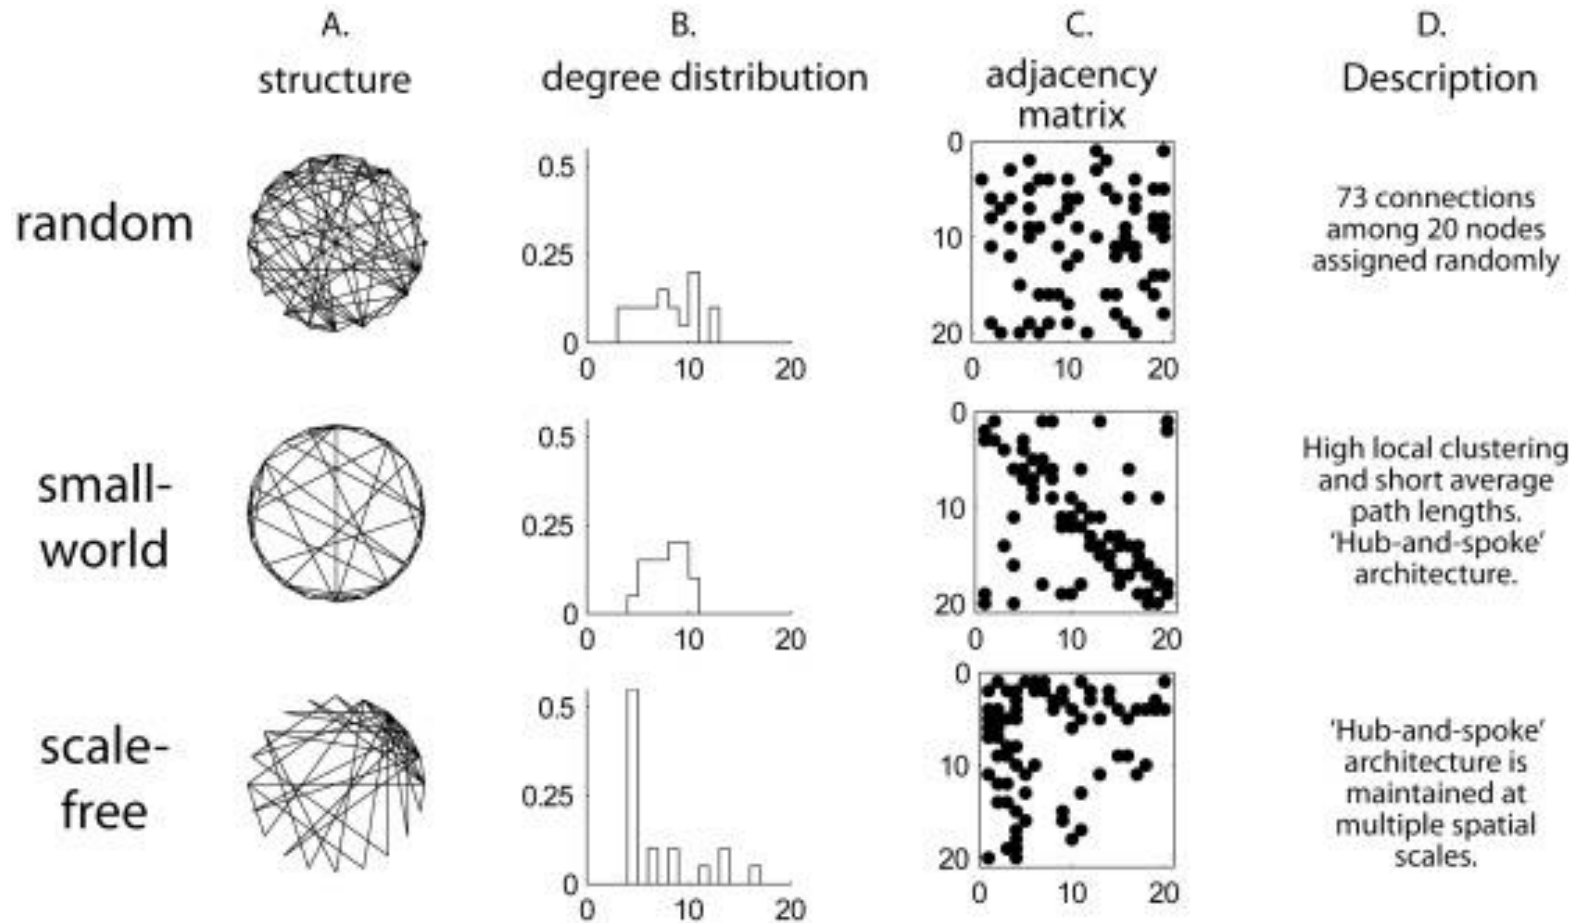 A.
B.
C.
D.
structure
degree distribution
adjacency
matrix
Description
random
0.5
0.25
0
0
10
20
0
10
20
0
10
20
73 connections
among 20 nodes
assigned randomly
small-
world
0.5
0.25
0
0
10
20
0
10
20
0
10
20
High local clustering
and short average
path lengths.
'Hub-and-spoke'
architecture.
scale-
free
0.5
0.25
0
0
10
20
0
10
20
0
10
20
'Hub-and-spoke'
architecture is
maintained at
multiple spatial
scales.